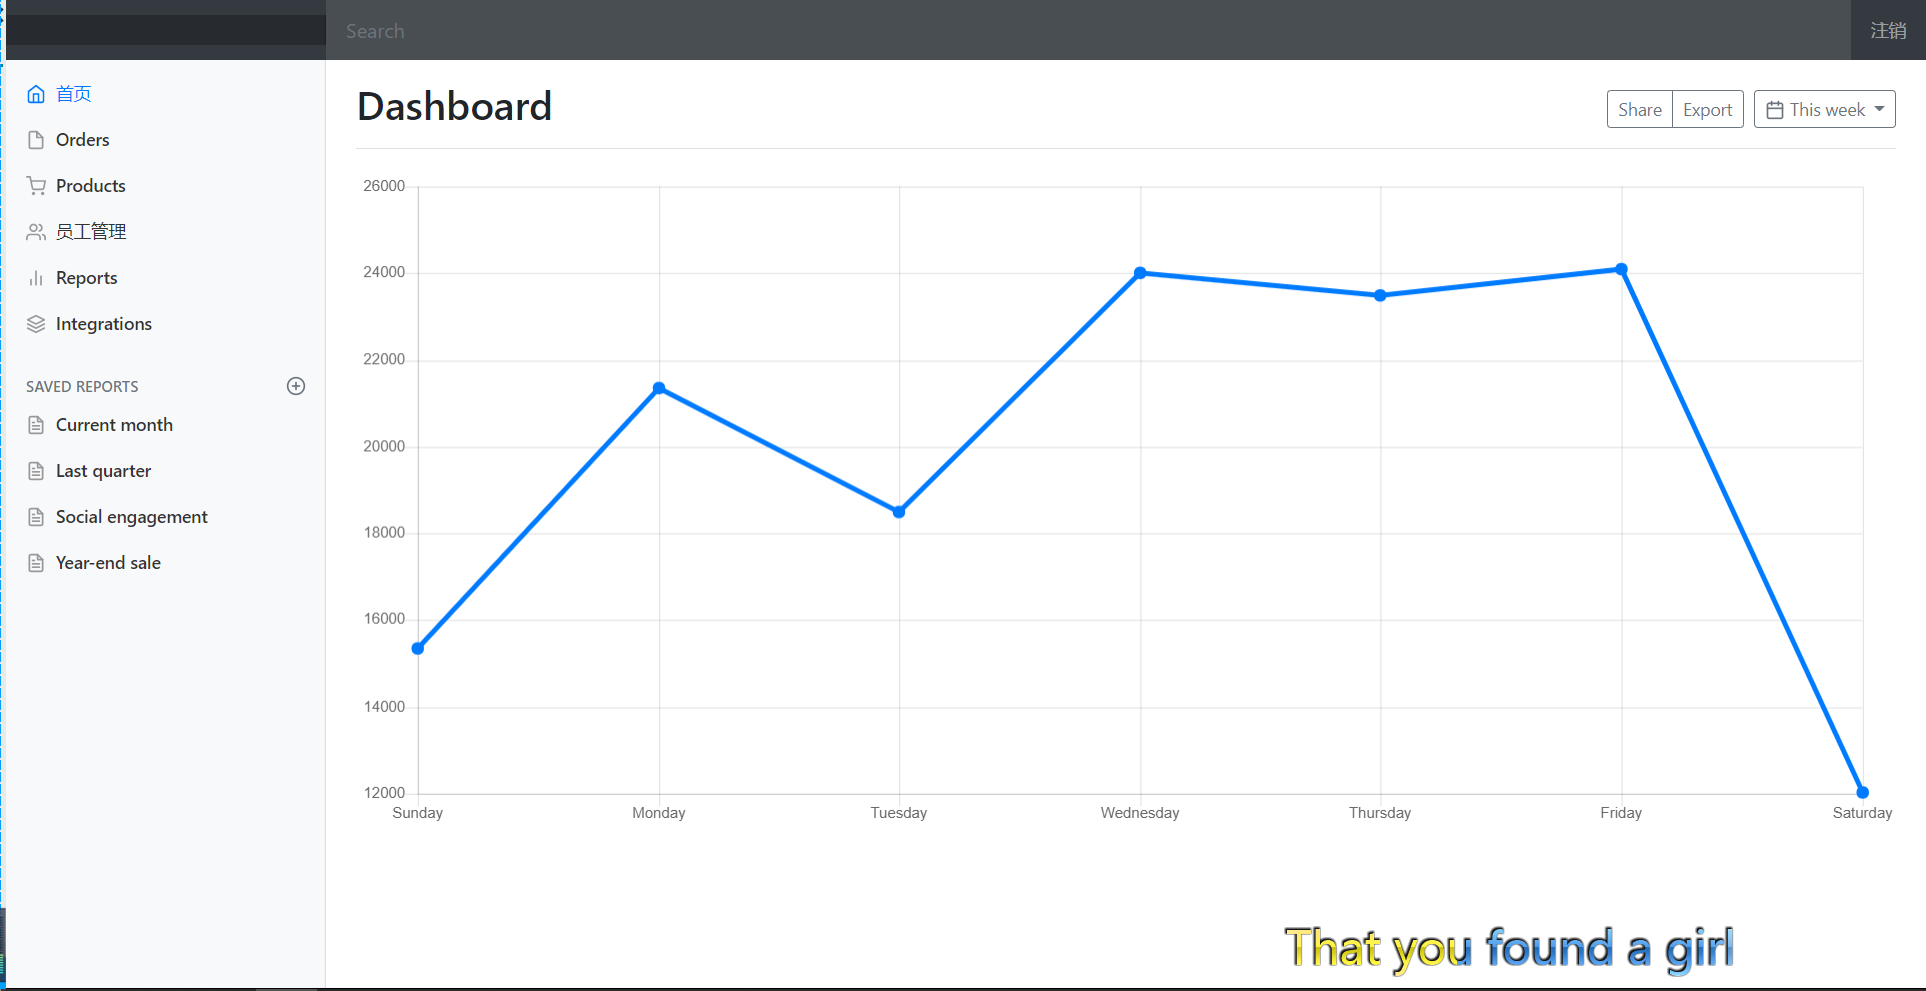 Search
注销
首页
Orders
Products
员工管理
Reports
Integrations
SAVED REPORTS
Current month
Last quarter
Social engagement
Year-end sale
Dashboard
Share
Export
This week
26000
24000
22000
20000
18000
16000
14000
12000
Sunday Monday Tuesday Wednesday Thursday Friday Saturday
That you found a girl